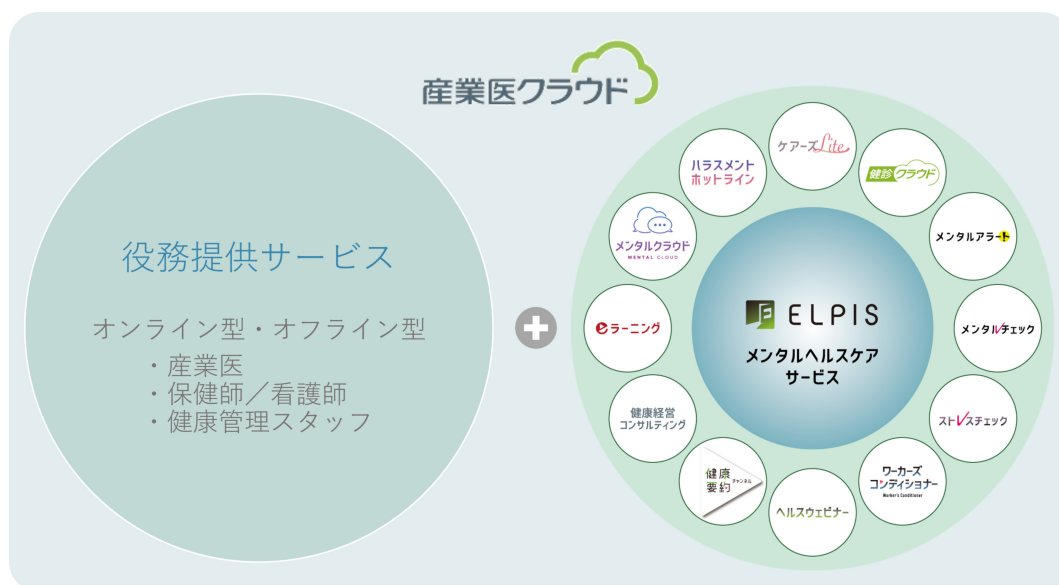 産業医クラウド
役務提供サービス
オンライン型・オフライン型
・産業医
・保健師／看護師
・健康管理スタッフ
ELPIS
メンタルヘルスケア
サービス
ケアーズLite
健診クラウド
メンタルアラート
メンタルチェック
ストレスチェック
ワーカーズ
コンディショナー
Worker's Conditioner
ヘルスウェビナー
健康
要約
チャンネル
健康経営
コンサルティング
eラーニング
メンタルクラウド
MENTAL CLOUD
ハラスメント
ホットライン